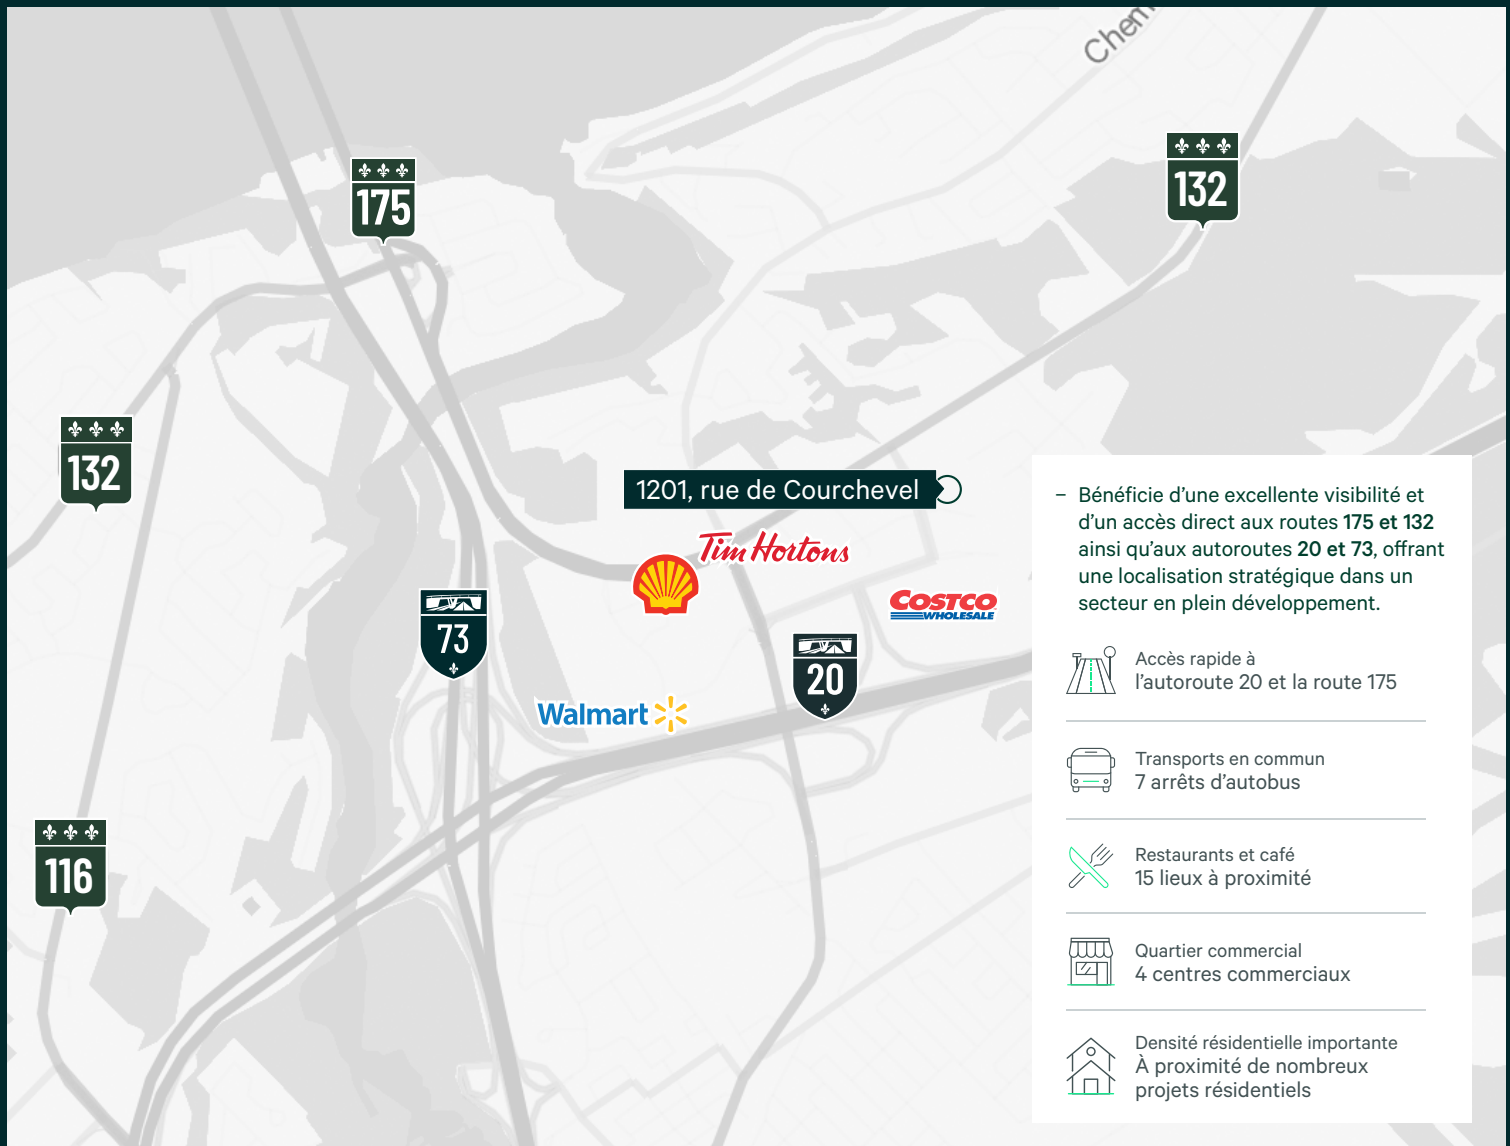 Chem
175
132
132
1201, rue de Courchevel
Tim Hortons
COSTCO
WHOLESALE
73
20
Walmart
116
– Bénéficie d'une excellente visibilité et
d'un accès direct aux routes 175 et 132
ainsi qu'aux autoroutes 20 et 73, offrant
une localisation stratégique dans un
secteur en plein développement.
Accès rapide à
l'autoroute 20 et la route 175
Transports en commun
7 arrêts d'autobus
Restaurants et café
15 lieux à proximité
Quartier commercial
4 centres commerciaux
Densité résidentielle importante
À proximité de nombreux
projets résidentiels